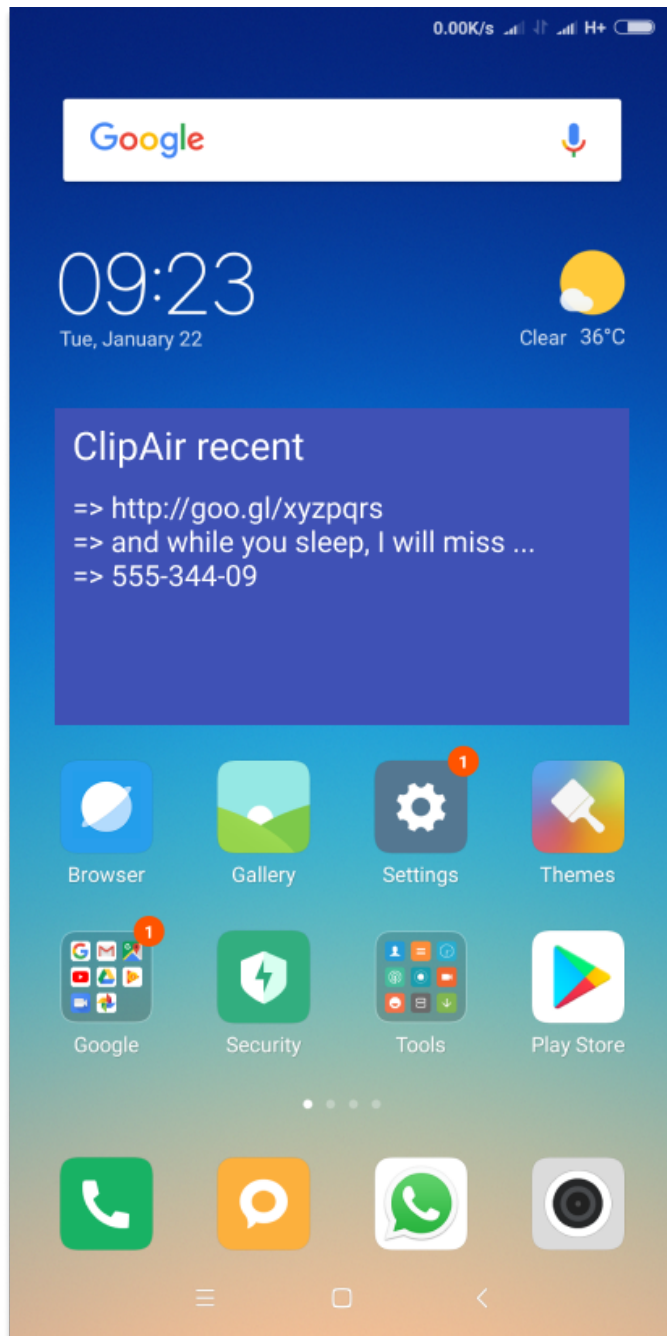 0.00K/s H+
Google
09:23
Tue, January 22
Clear 36°C
ClipAir recent
=> http://goo.gl/xyzpqrs
=> and while you sleep, I will miss ...
=> 555-344-09
1
Browser Gallery Settings Themes
1
Google Security Tools Play Store